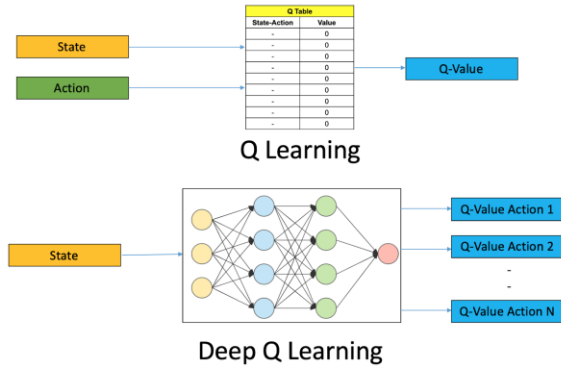 Q Table
State-Action Value
- 0
- 0
- 0
- 0
- 0
- 0
- 0
- 0
- 0
State
Action
Q-Value
Q Learning
State
Q-Value Action 1
Q-Value Action 2
-
-
Q-Value Action N
Deep Q Learning